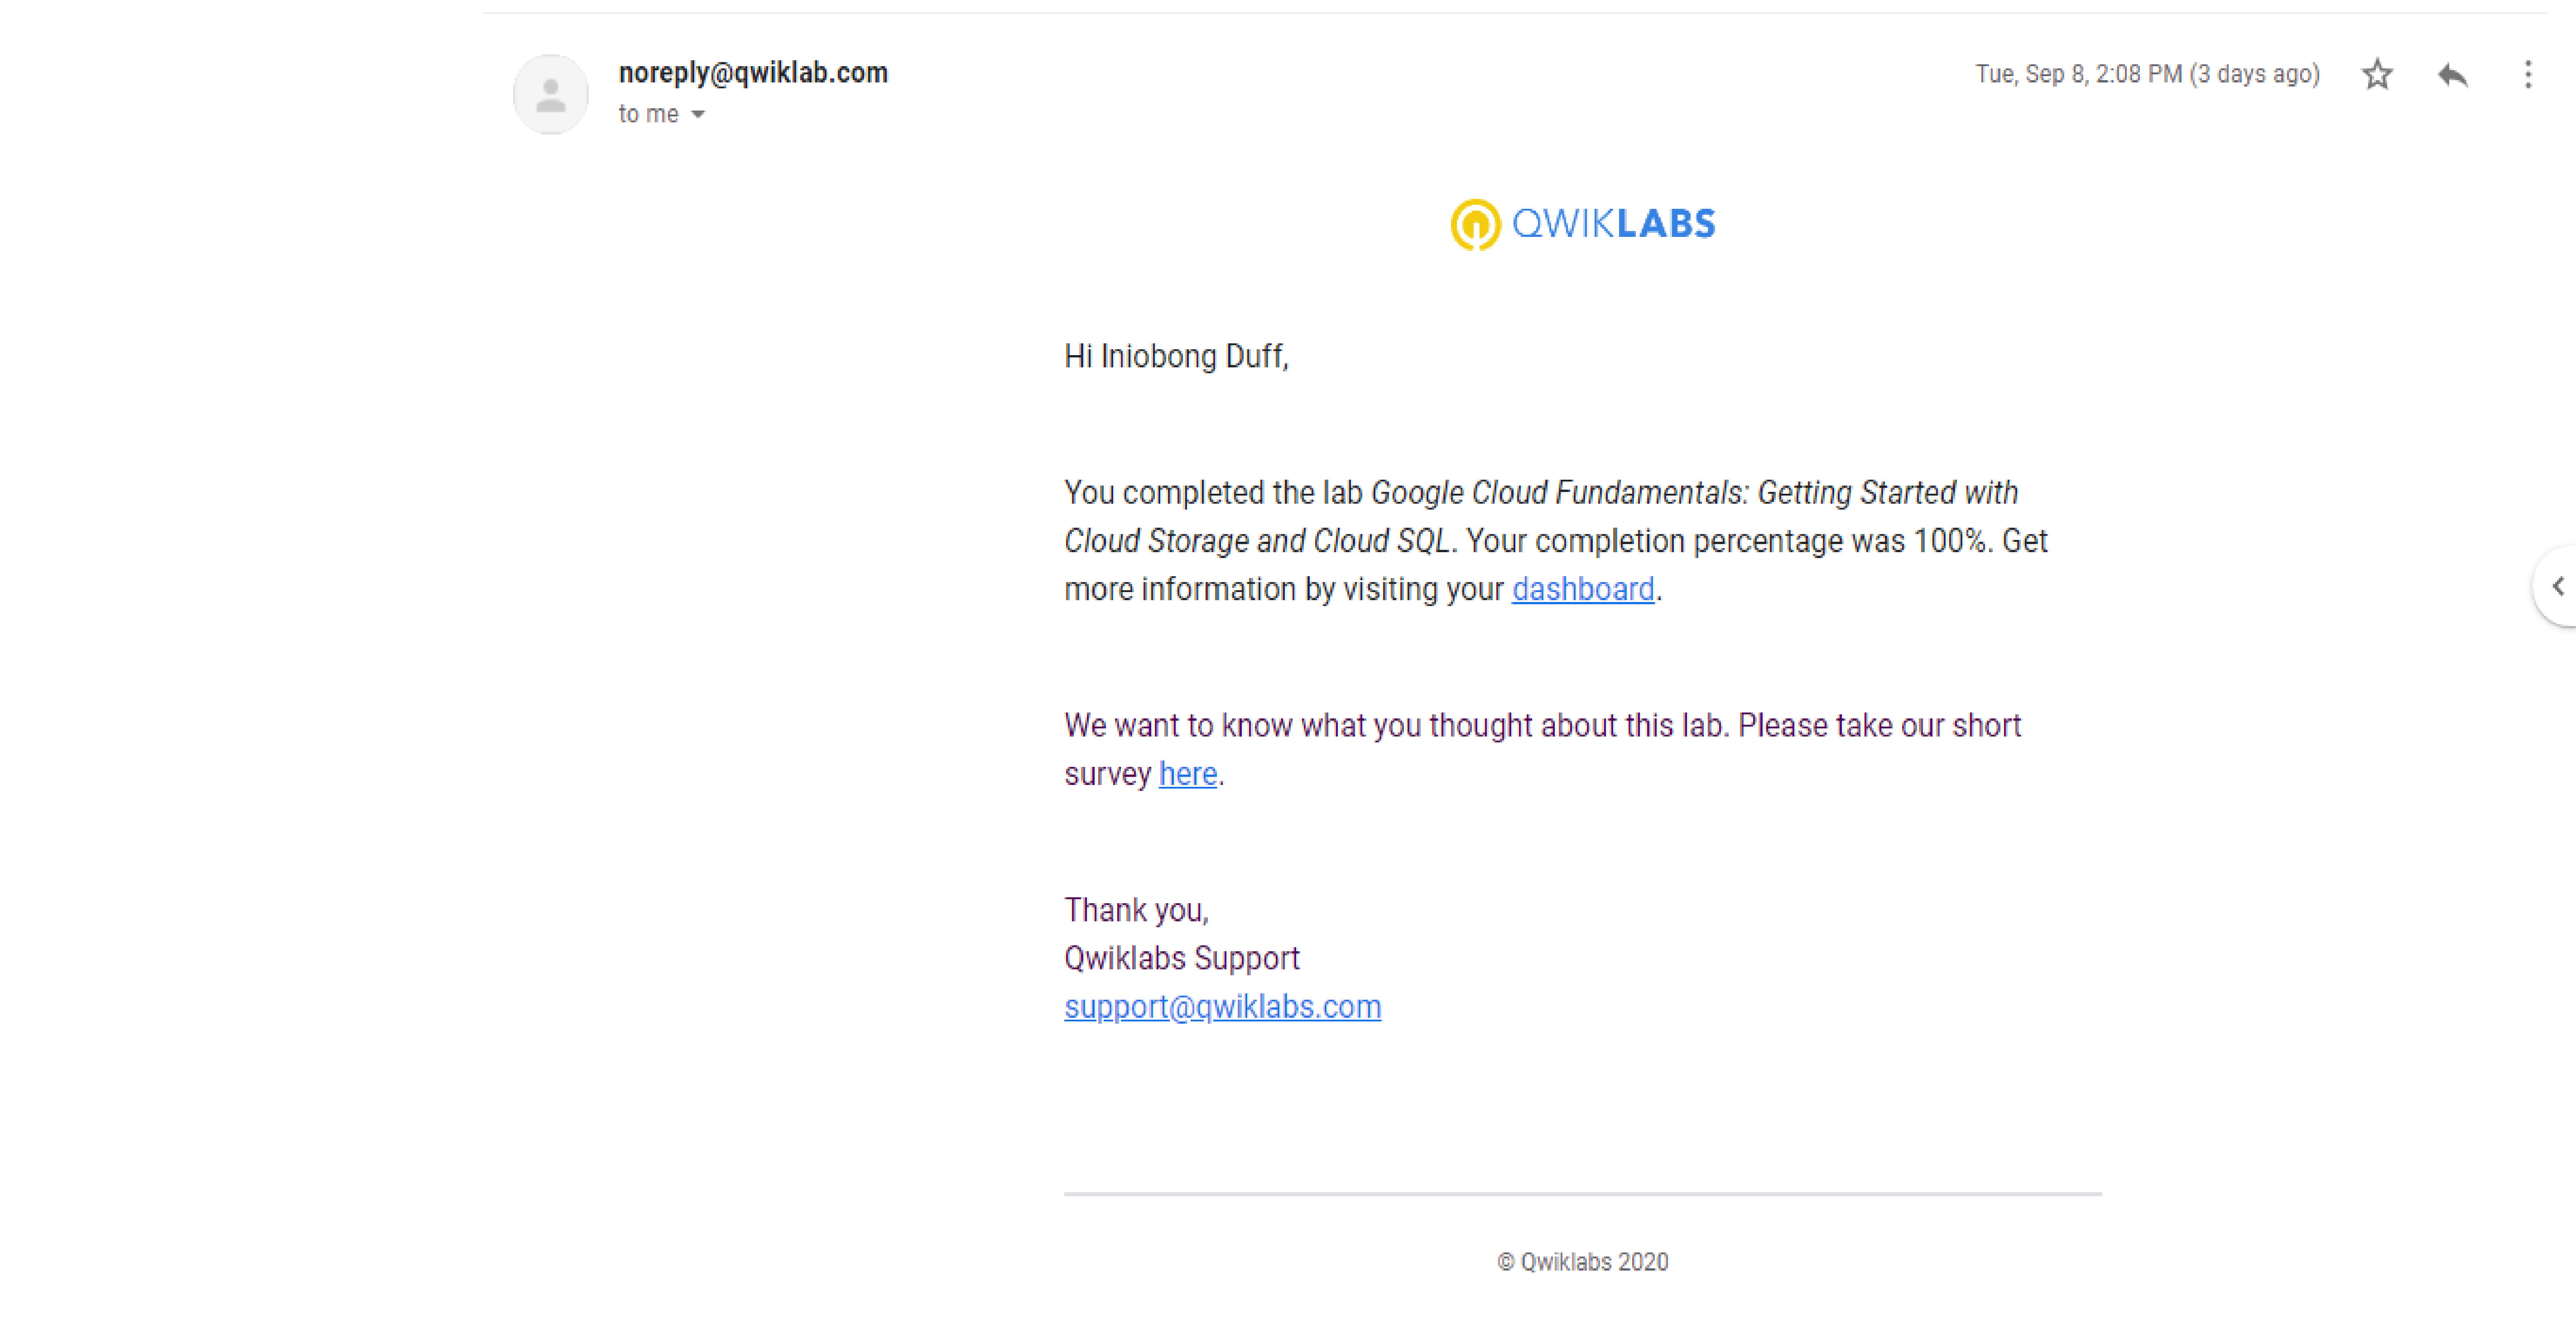 noreply@qwiklab.com
Tue, Sep 8, 2:08 PM (3 days ago)
to me
QWIKLABS
Hi Iniobong Duff,
You completed the lab Google Cloud Fundamentals: Getting Started with
Cloud Storage and Cloud SQL. Your completion percentage was 100%. Get
more information by visiting your dashboard.
We want to know what you thought about this lab. Please take our short
survey here.
Thank you,
Qwiklabs Support
support@qwiklabs.com
© Qwiklabs 2020